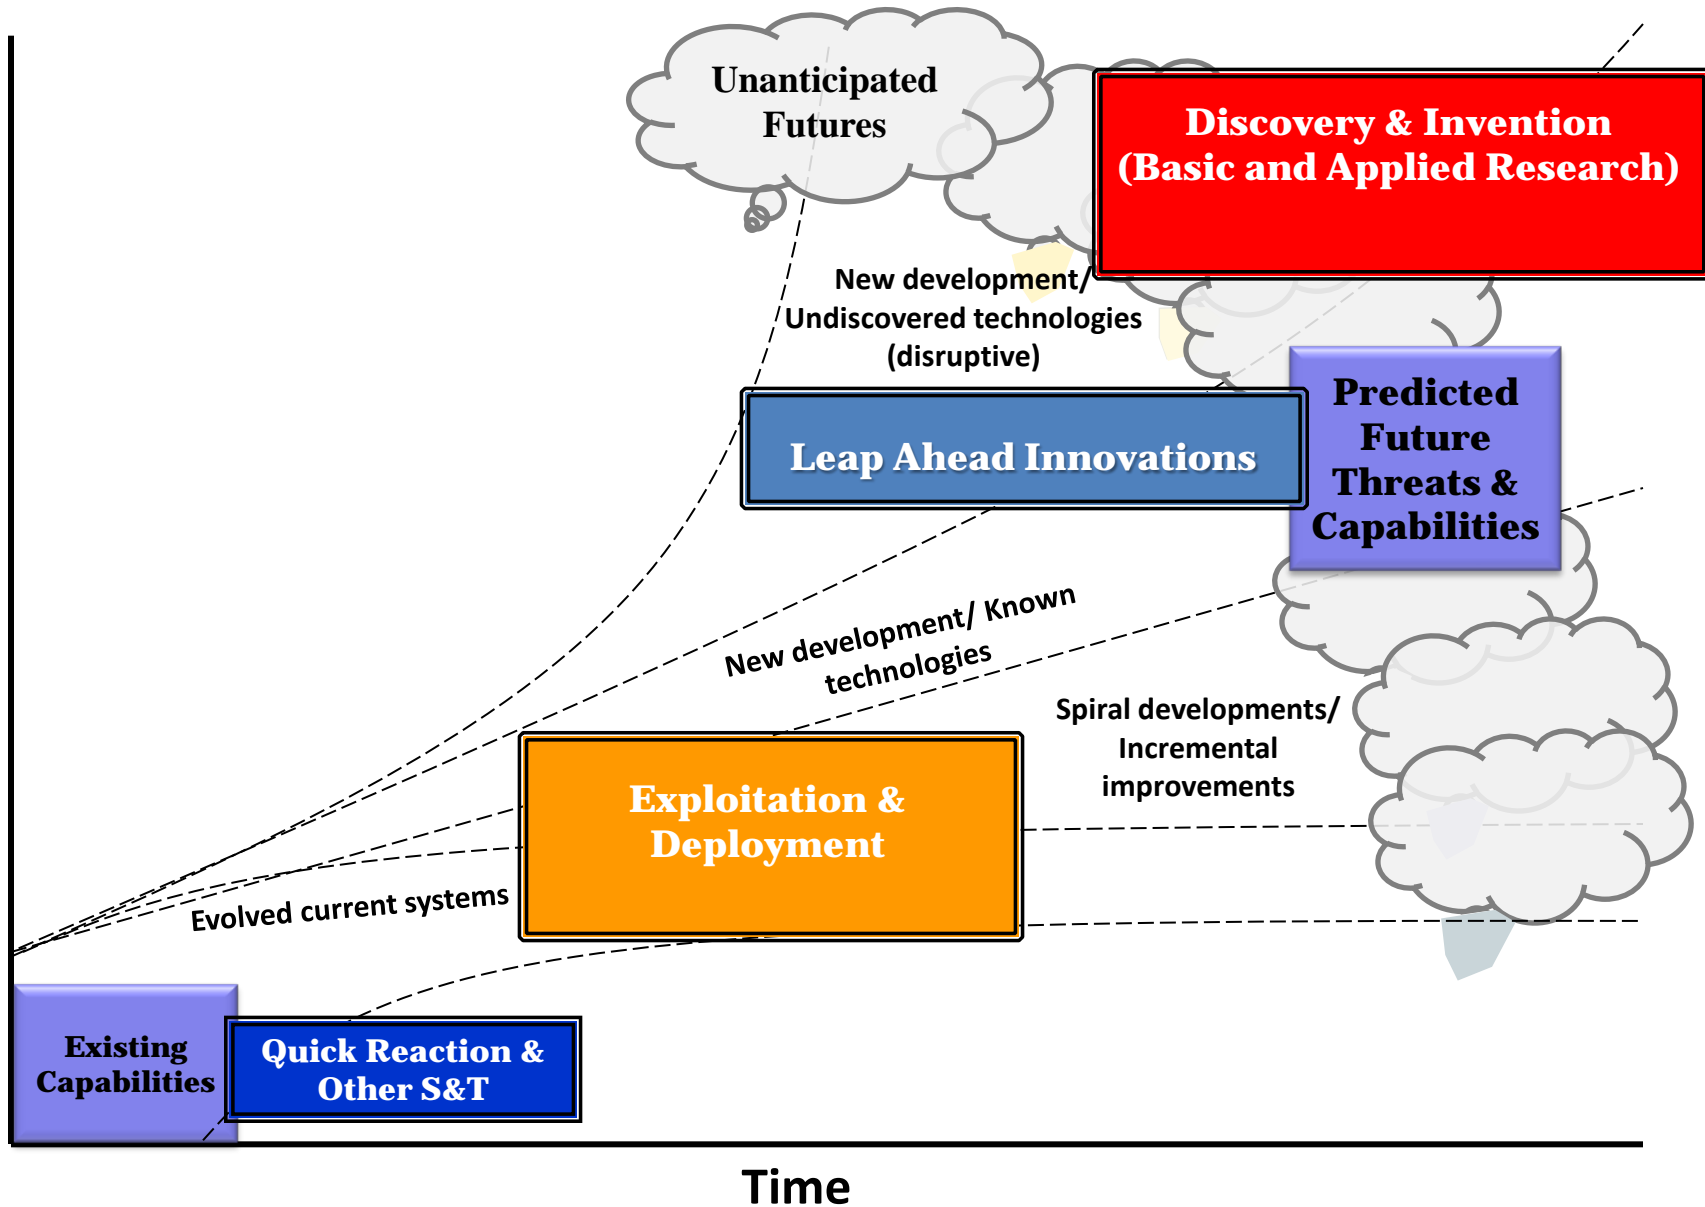 Unanticipated
Futures
Discovery & Invention
(Basic and Applied Research)
New development/
Undiscovered technologies
(disruptive)
Predicted
Future
Threats &
Capabilities
Leap Ahead Innovations
New development/ Known
technologies
Spiral developments/
Incremental
improvements
Exploitation &
Deployment
Evolved current systems
Existing
Capabilities
Quick Reaction &
Other S&T
Time